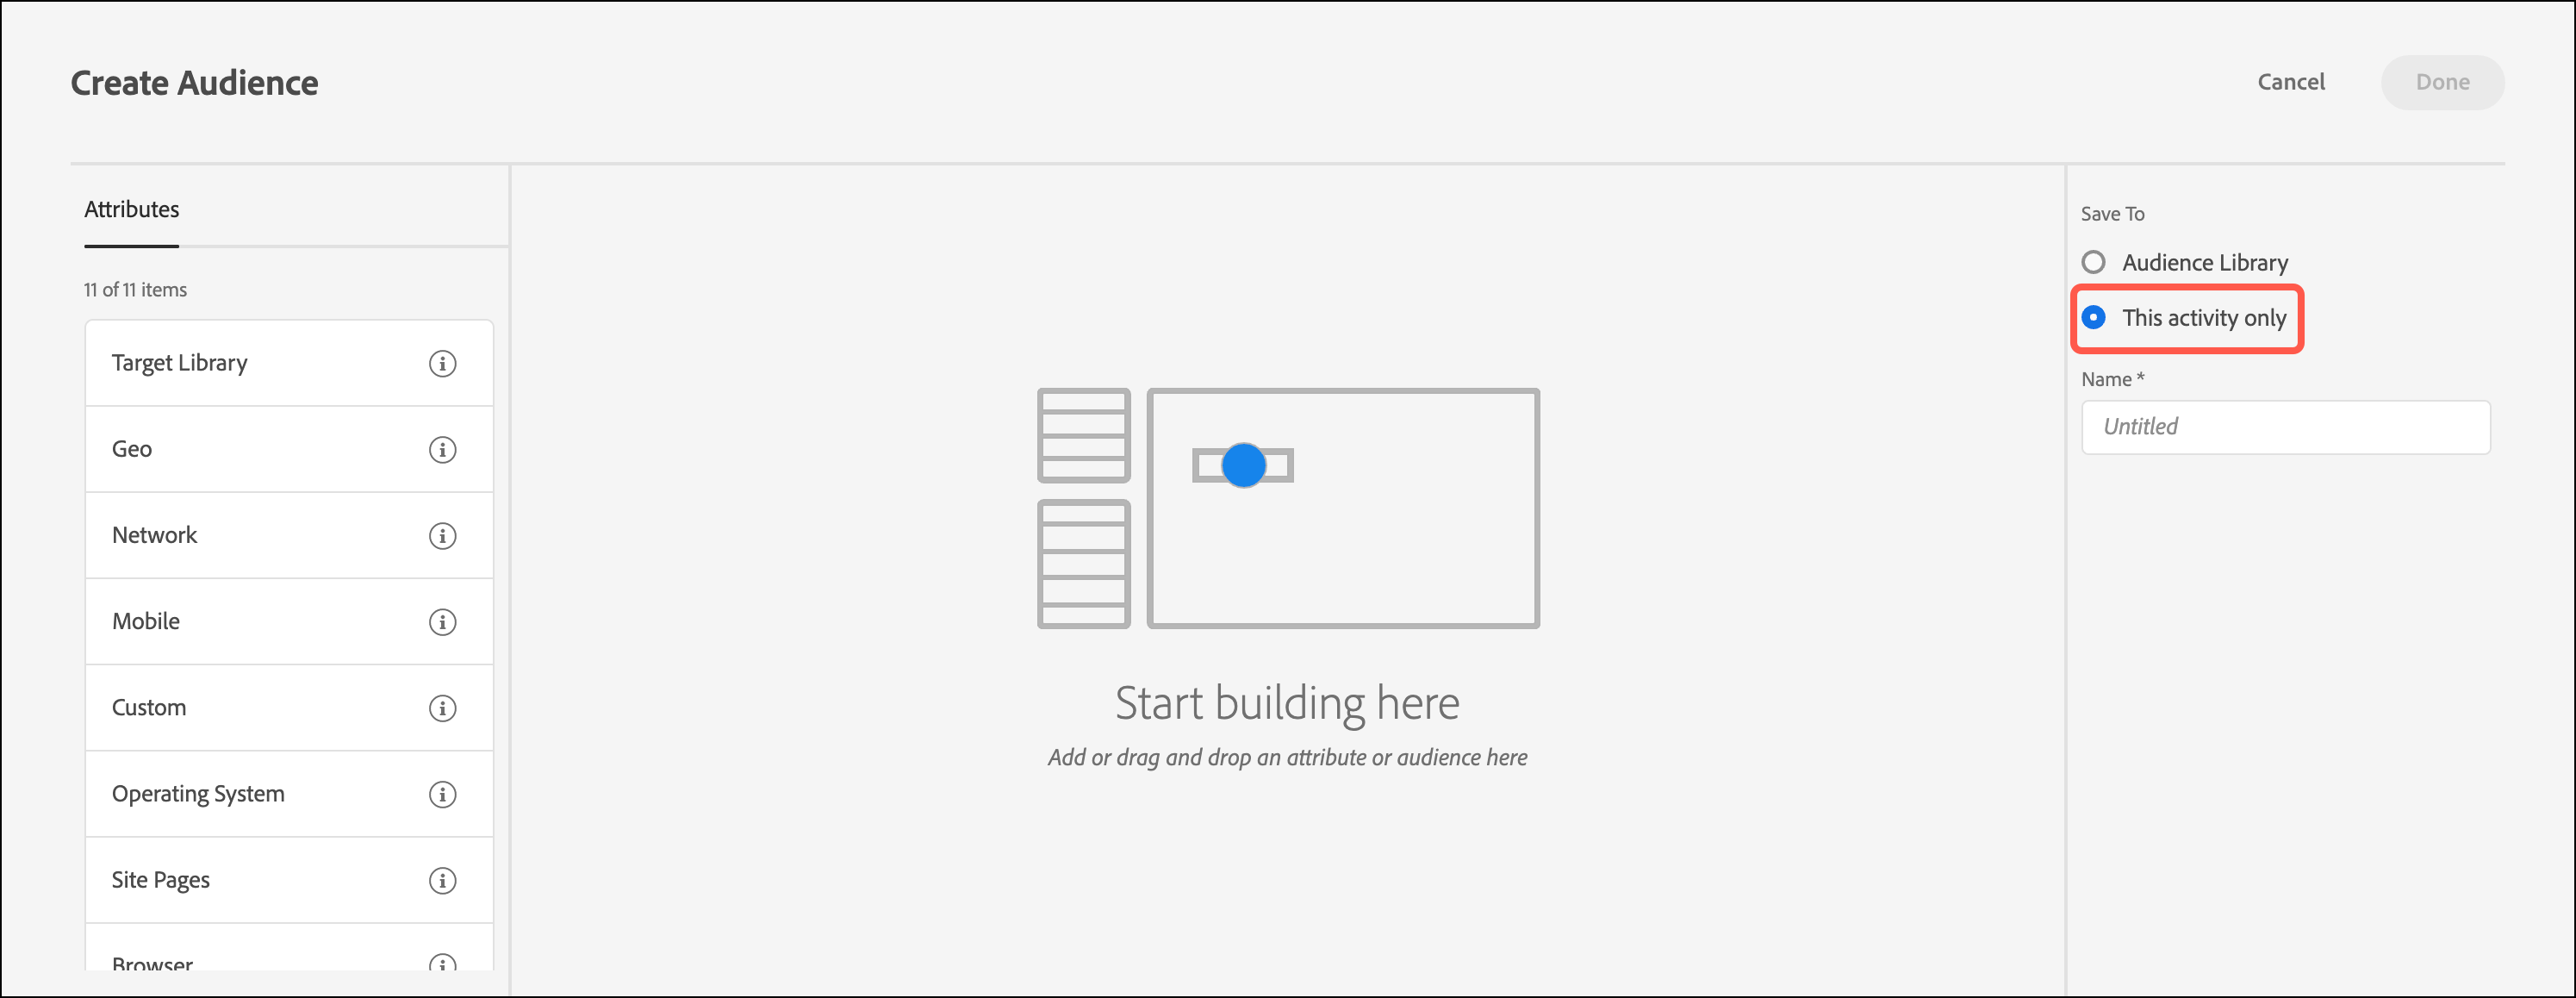 Create Audience
Cancel
Done
Attributes
11 of 11 items
Target Library
Geo
Network
Mobile
Custom
Operating System
Site Pages
Browser
Start building here
Add or drag and drop an attribute or audience here
Save To
Audience Library
This activity only
Name *
Untitled